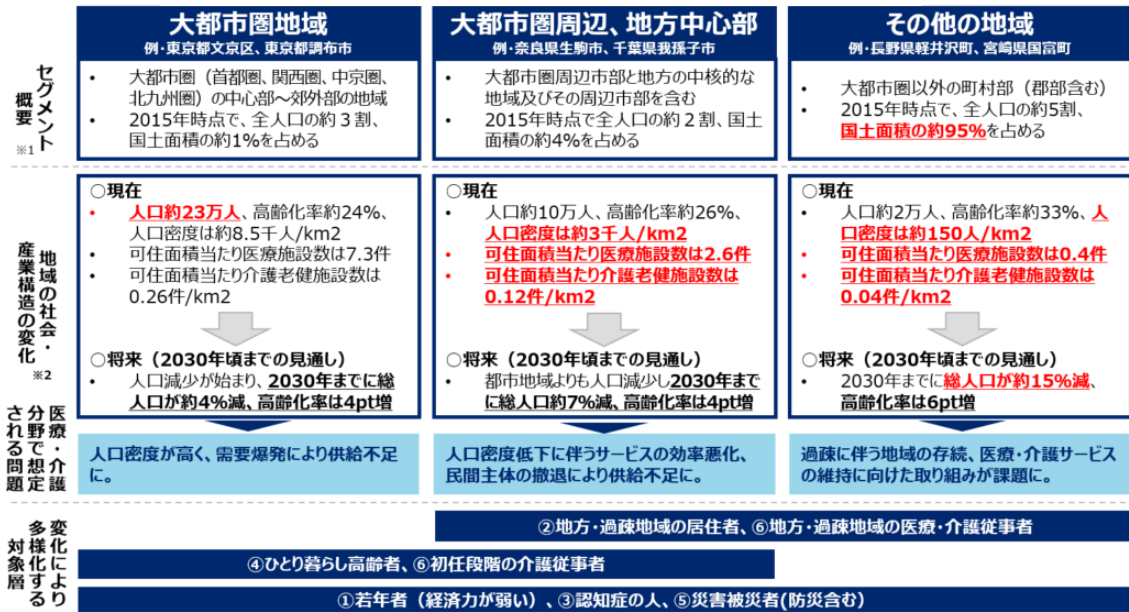 大都市圏地域
例・東京都文京区、東京都調布市
大都市圏周辺、地方中心部
例・奈良県生駒市、千葉県我孫子市
その他の地域
例・長野県軽井沢町、宮崎県国富町
セグメント
概要
※1
• 大都市圏（首都圏、関西圏、中京圏、
北九州圏）の中心部～郊外部の地域
• 2015年時点で、全人口の約３割、
国土面積の約1%を占める
• 大都市圏周辺市部と地方の中核的な
地域及びその周辺市部を含む
• 2015年時点で全人口の約２割、国土
面積の約4%を占める
• 大都市圏以外の町村部（郡部含む）
• 2015年時点で、全人口の約5割、
国土面積の約95%を占める
地域の社会・
産業構造の変化
※2
○現在
• 人口約23万人、高齢化率約24%、
人口密度は約8.5千人/km2
• 可住面積当たり医療施設数は7.3件
• 可住面積当たり介護老健施設数は
0.26件/km2
○将来（2030年頃までの見通し）
• 人口減少が始まり、2030年までに総
人口が約4%減、高齢化率は4pt増
○現在
• 人口約10万人、高齢化率約26%、
人口密度は約3千人/km2
• 可住面積当たり医療施設数は2.6件
• 可住面積当たり介護老健施設数は
0.12件/km2
○将来（2030年頃までの見通し）
• 都市地域よりも人口減少し2030年まで
に総人口約7%減、高齢化率は4pt増
○現在
• 人口約2万人、高齢化率約33%、人
口密度は約150人/km2
• 可住面積当たり医療施設数は0.4件
• 可住面積当たり介護老健施設数は
0.04件/km2
○将来（2030年頃までの見通し）
• 2030年までに総人口が約15%減、
高齢化率は6pt増
医療・介護
分野で想定
される問題
人口密度が高く、需要爆発により供給不足
に。
人口密度低下に伴うサービスの効率悪化、
民間主体の撤退により供給不足に。
過疎に伴う地域の存続、医療・介護サービス
の維持に向けた取り組みが課題に。
変化により
多様化する
対象層
②地方・過疎地域の居住者、⑥地方・過疎地域の医療・介護従事者
④ひとり暮らし高齢者、⑥初任段階の介護従事者
①若年者（経済力が弱い）、③認知症の人、⑤災害被災者(防災含む)